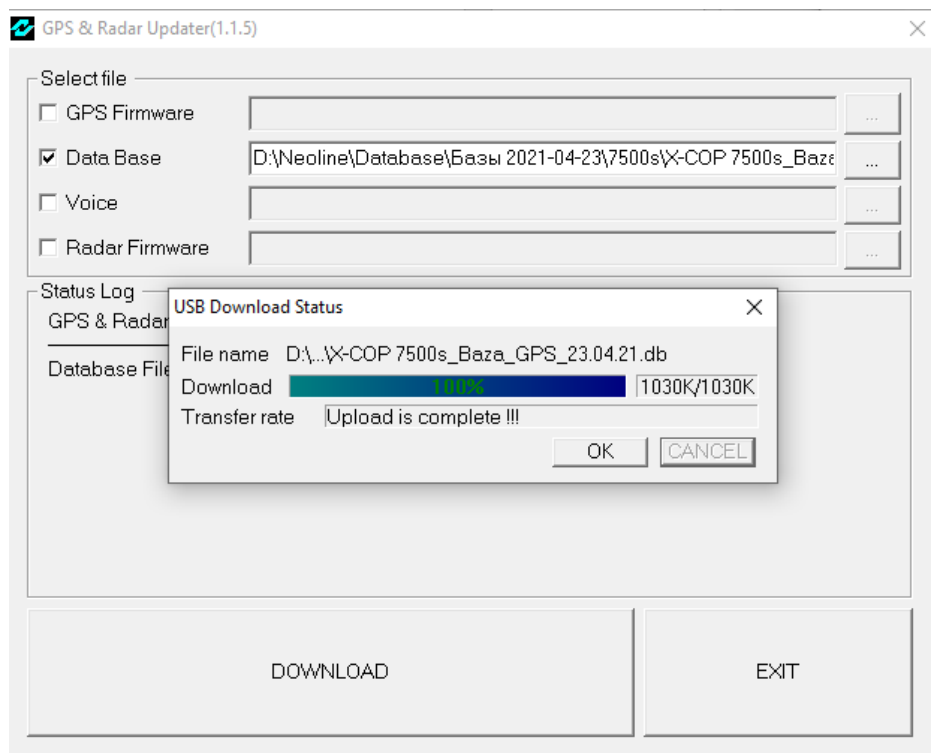 GPS & Radar Updater(1.1.5)
Select file
GPS Firmware
...
Data Base
D:\Neoline\Database\Базы 2021-04-23\7500s\X-COP 7500s_Baza
...
Voice
...
Radar Firmware
...
Status Log
GPS & Radar
Database File
USB Download Status
File name D:\...\X-COP 7500s_Baza_GPS_23.04.21.db
Download 100% 1030K/1030K
Transfer rate Upload is complete !!!
OK CANCEL
DOWNLOAD EXIT